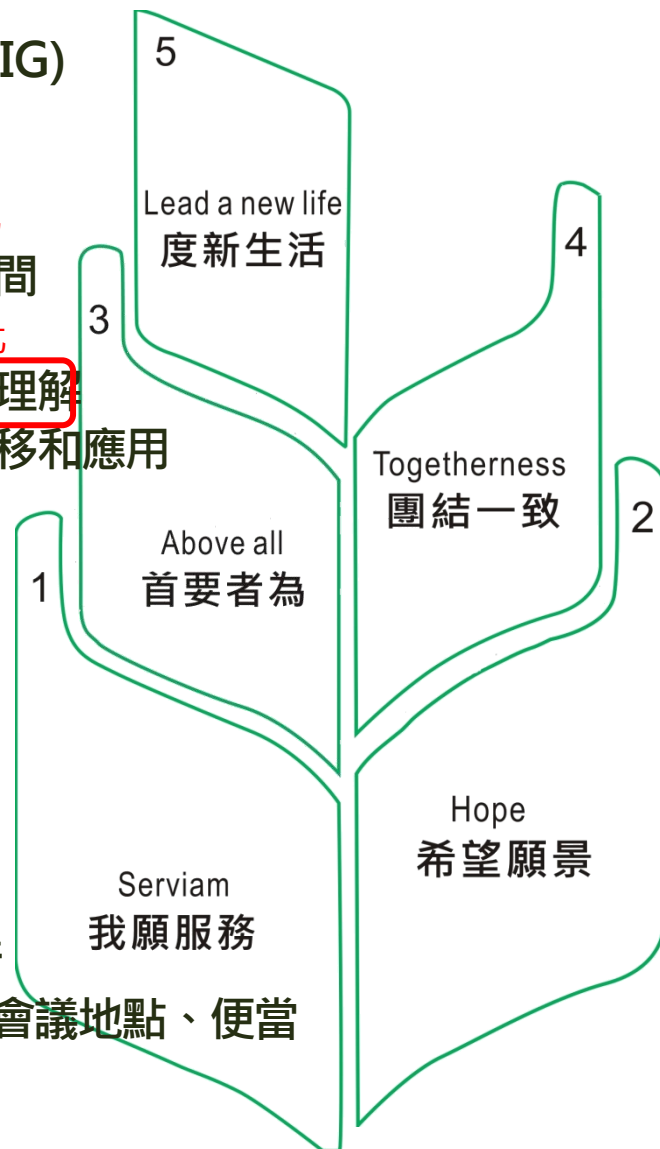 IG)
5
Lead a new life
度新生活
4
間
3
理解
移和應用
Togetherness
團結一致
2
Above all
首要者為
1
Hope
希望願景
Serviam
我願服務
會議地點、便當